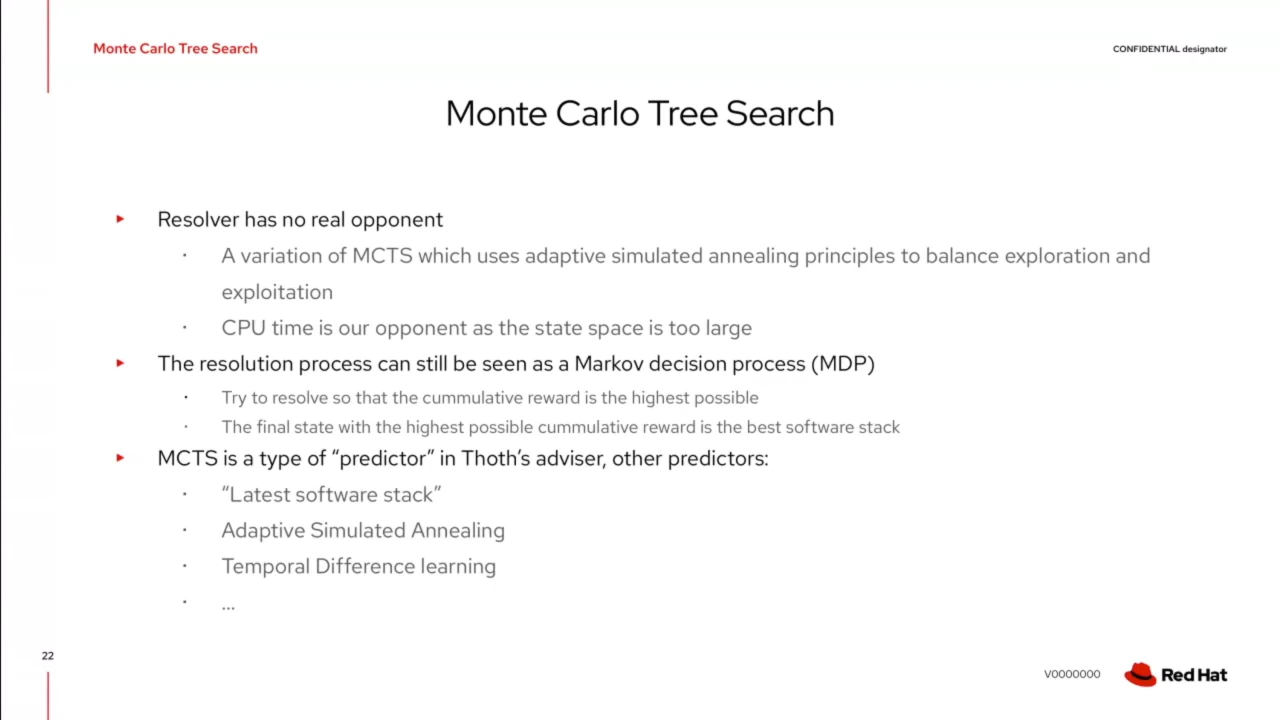 Monte Carlo Tree Search
CONFIDENTIAL designator
Monte Carlo Tree Search
Resolver has no real opponent
A variation of MCTS which uses adaptive simulated annealing principles to balance exploration and
exploitation
CPU time is our opponent as the state space is too large
The resolution process can still be seen as a Markov decision process (MDP)
Try to resolve so that the cummulative reward is the highest possible
The final state with the highest possible cummulative reward is the best software stack
MCTS is a type of “predictor” in Thoth’s adviser, other predictors:
“Latest software stack”
Adaptive Simulated Annealing
Temporal Difference learning
...
22
V0000000
Red Hat